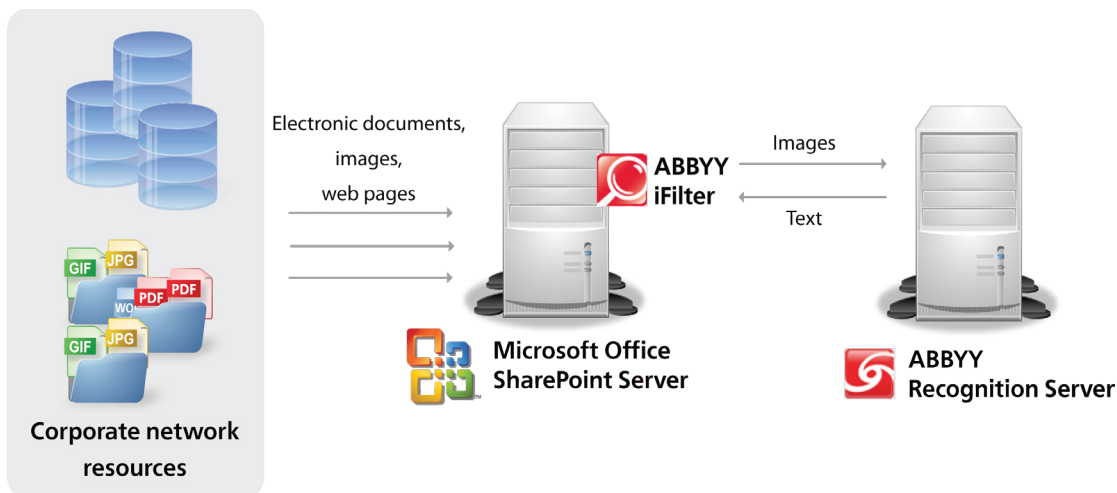 Electronic documents,
images,
web pages
ABBYY
iFilter
Images
Text
GIF
JPG
PDF
PDF
GIF
JPG
Microsoft Office
SharePoint Server
TM
ABBYY
Recognition Server
Corporate network
resources